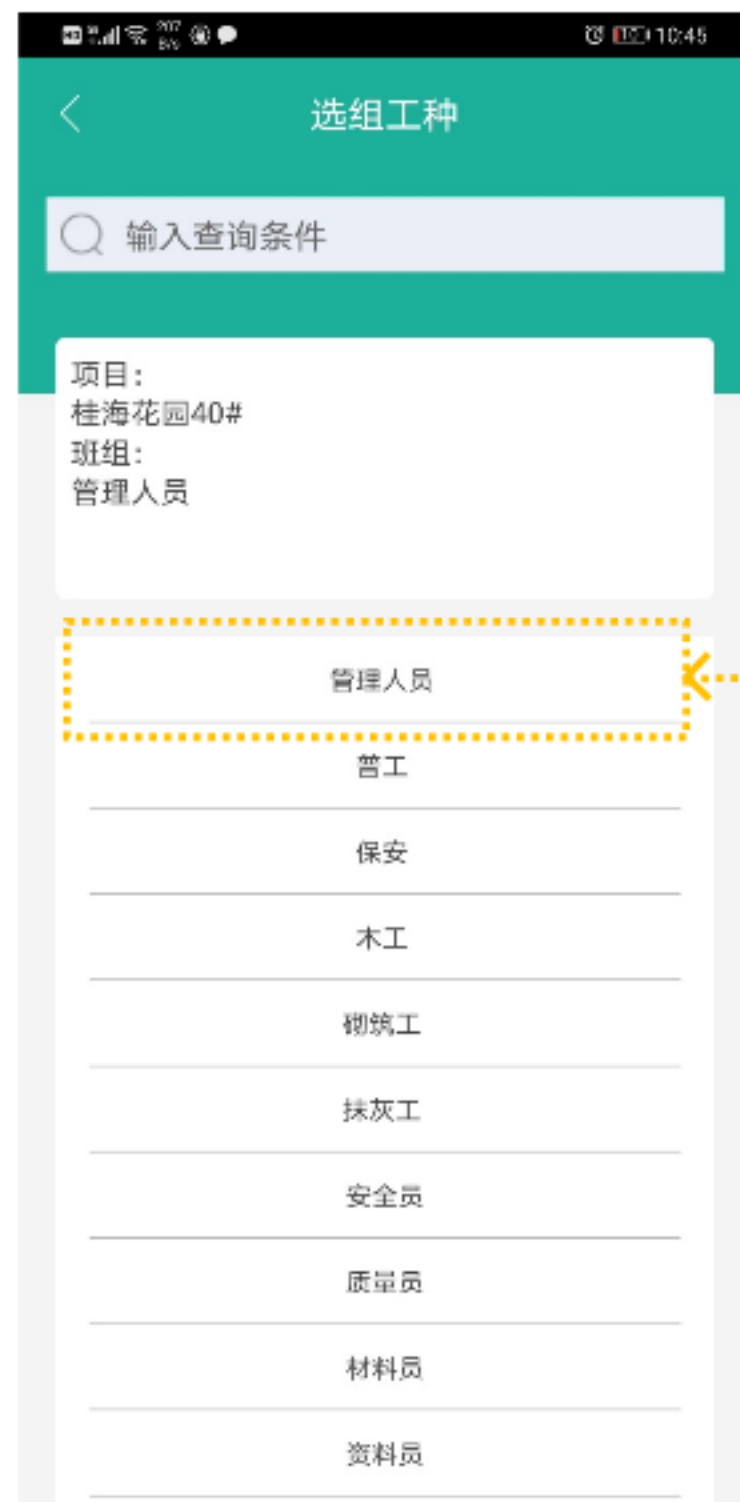 207
B/s
10:45
选组工种
输入查询条件
项目:
桂海花园40#
班组:
管理人员
管理人员
普工
保安
木工
砌筑工
抹灰工
安全员
质量员
材料员
资料员